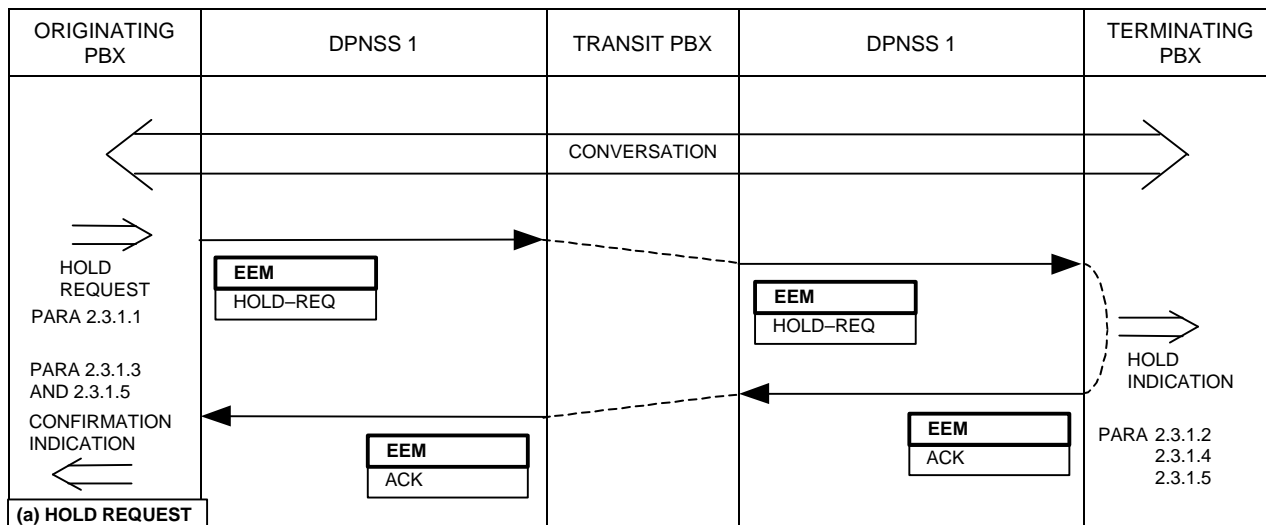 ORIGINATING
PBX
DPNSS 1
TRANSIT PBX
DPNSS 1
TERMINATING
PBX
CONVERSATION
HOLD
REQUEST
PARA 2.3.1.1
EEM
HOLD–REQ
EEM
HOLD–REQ
HOLD
INDICATION
PARA 2.3.1.3
AND 2.3.1.5
CONFIRMATION
INDICATION
EEM
ACK
EEM
ACK
PARA 2.3.1.2
2.3.1.4
2.3.1.5
(a) HOLD REQUEST